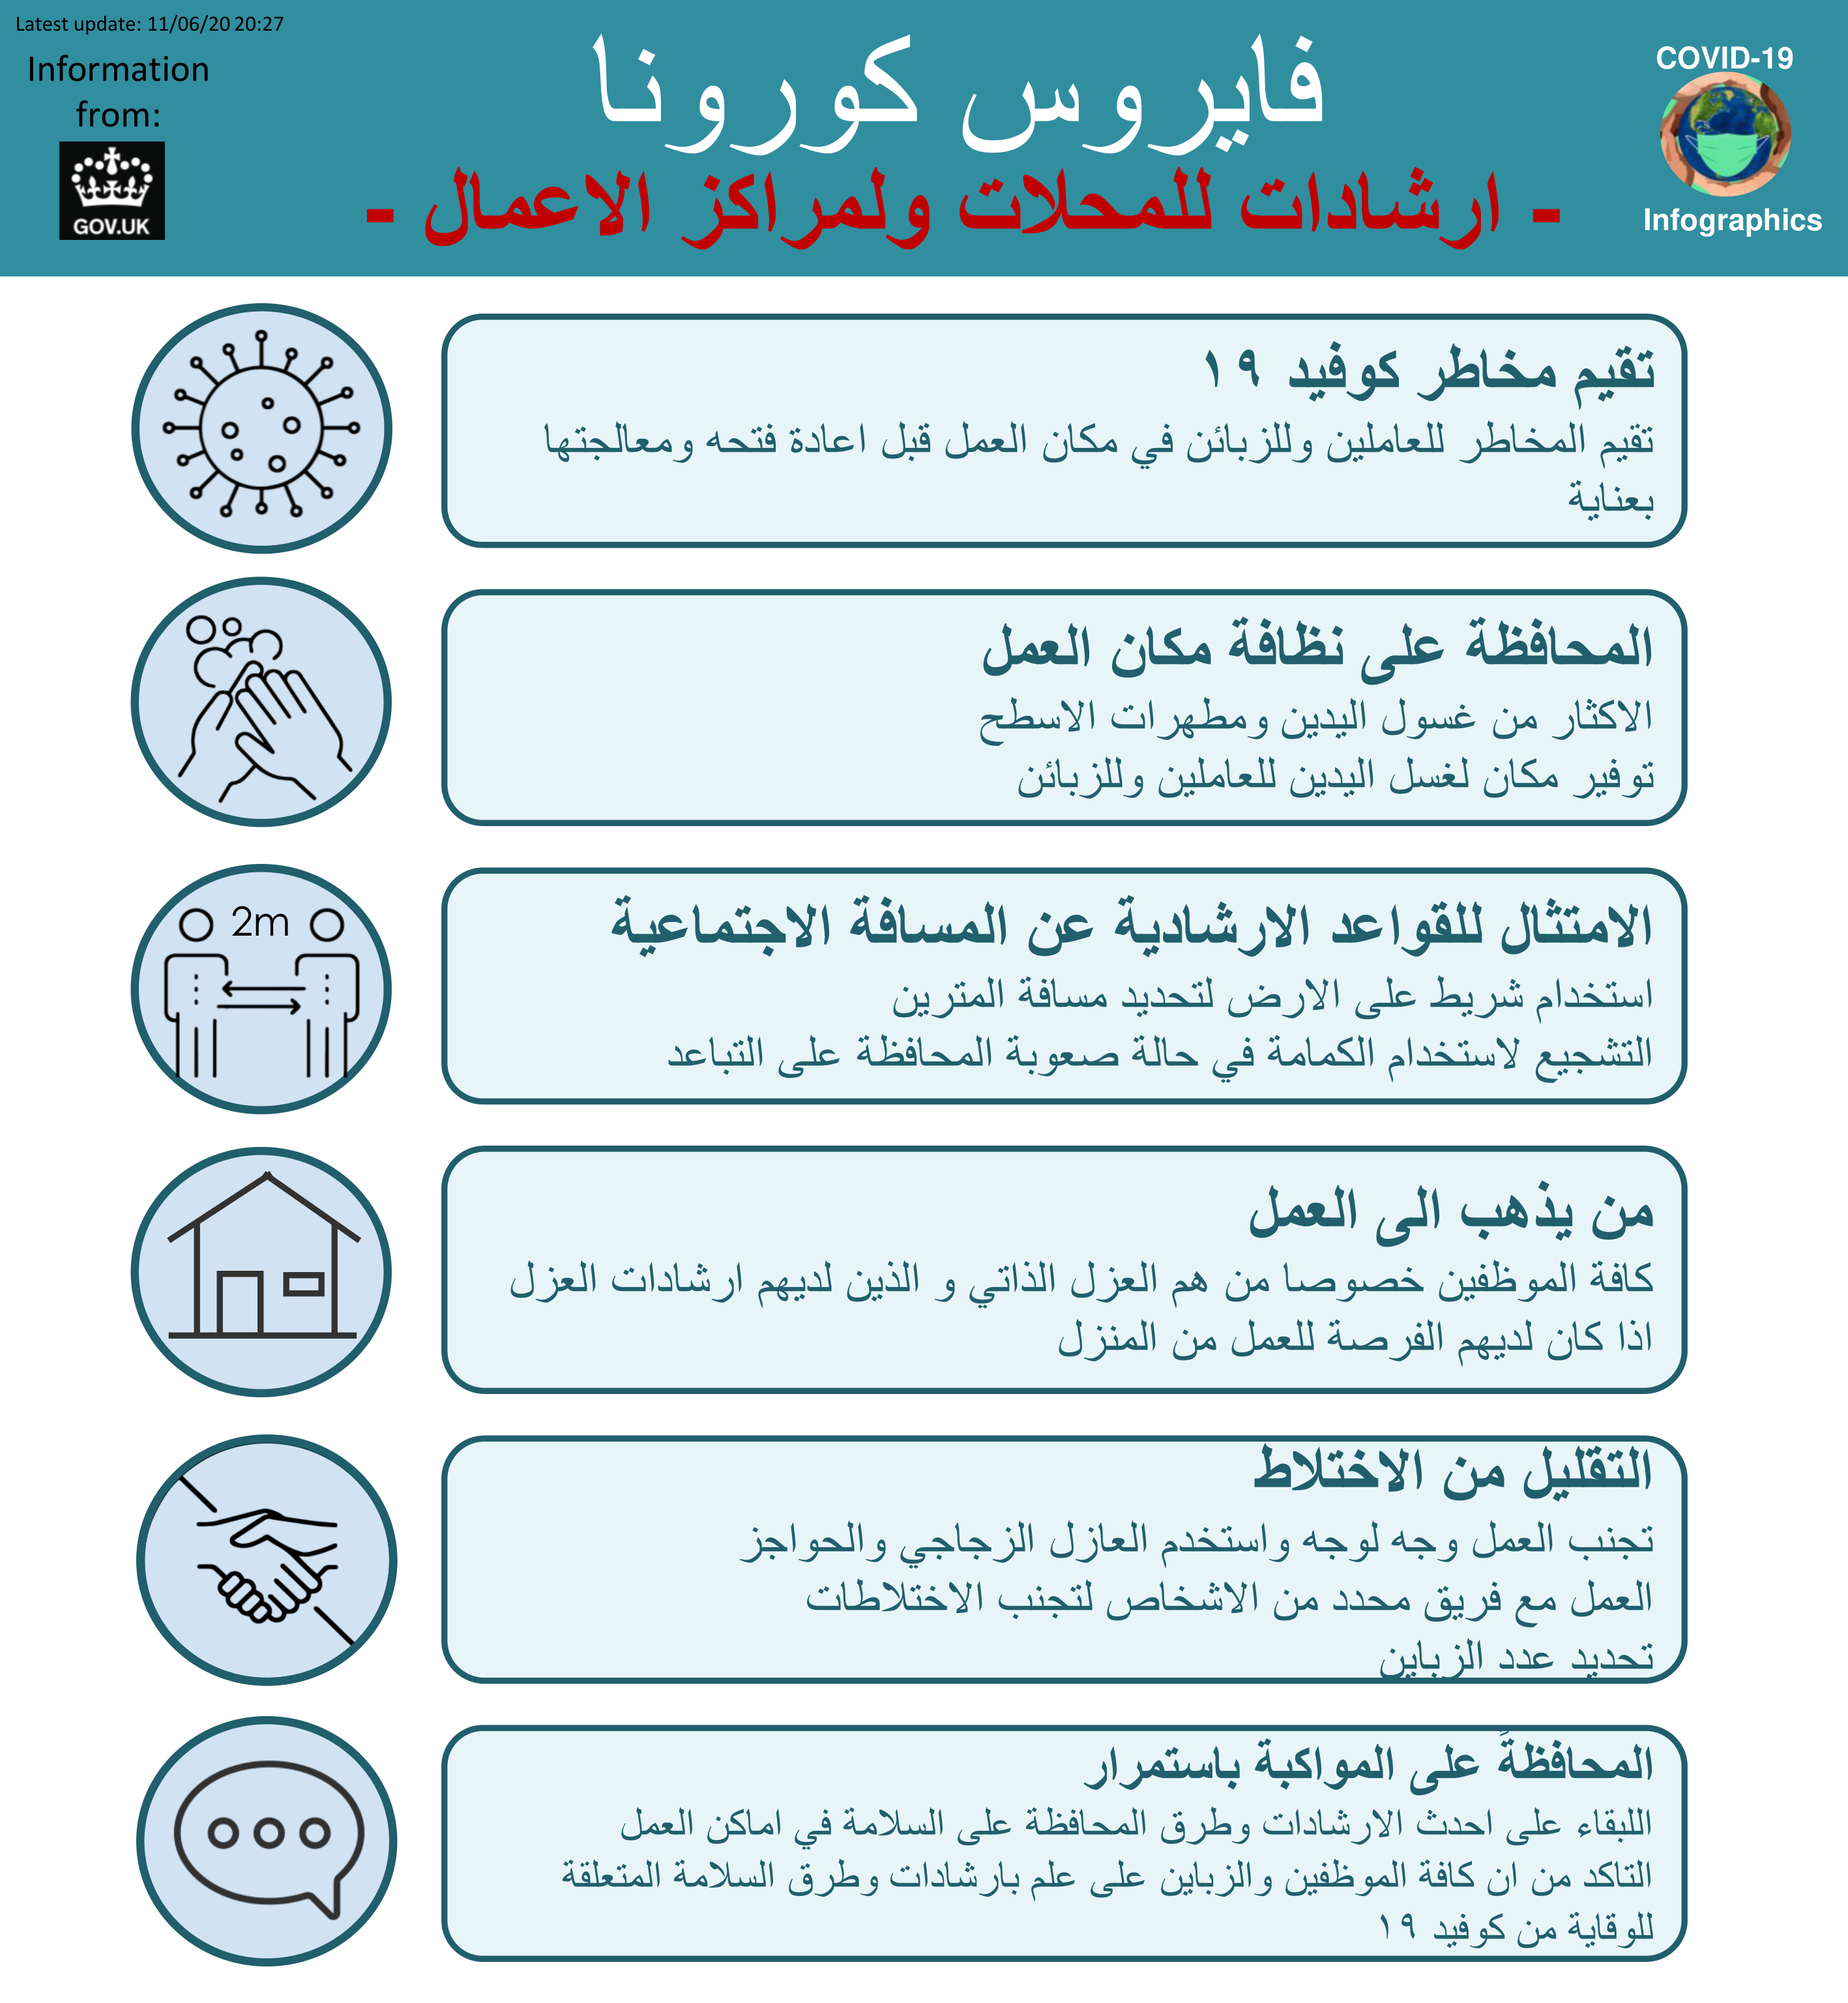 Latest update: 11/06/20 20:27
Information
from:
GOV.UK
فايروس كورونا
- ارشادات للمحلات ولمراكز الاعمال -
COVID-19
Infographics
تقيم مخاطر كوفيد ١٩
تقيم المخاطر للعاملين وللزبائن في مكان العمل قبل اعادة فتحه ومعالجتها
بعناية
المحافظة على نظافة مكان العمل
الاكثار من غسول اليدين ومطهرات الاسطح
توفير مكان لغسل اليدين للعاملين وللزبائن
2m
الامتثال للقواعد الارشادية عن المسافة الاجتماعية
استخدام شريط على الارض لتحديد مسافة المترين
التشجيع لاستخدام الكمامة في حالة صعوبة المحافظة على التباعد
من يذهب الى العمل
كافة الموظفين خصوصا من هم العزل الذاتي و الذين لديهم ارشادات العزل
اذا كان لديهم الفرصة للعمل من المنزل
التقليل من الاختلاط
تجنب العمل وجه لوجه واستخدم العازل الزجاجي والحواجز
العمل مع فريق محدد من الاشخاص لتجنب الاختلاطات
تحديد عدد الزباين
المحافظةَ على المواكبة باستمرار
اللبقاء على احدث الارشادات وطرق المحافظة على السلامة في اماكن العمل
التاكد من ان كافة الموظفين والزباين على علم بارشادات وطرق السلامة المتعلقة
للوقاية من كوفيد ١٩